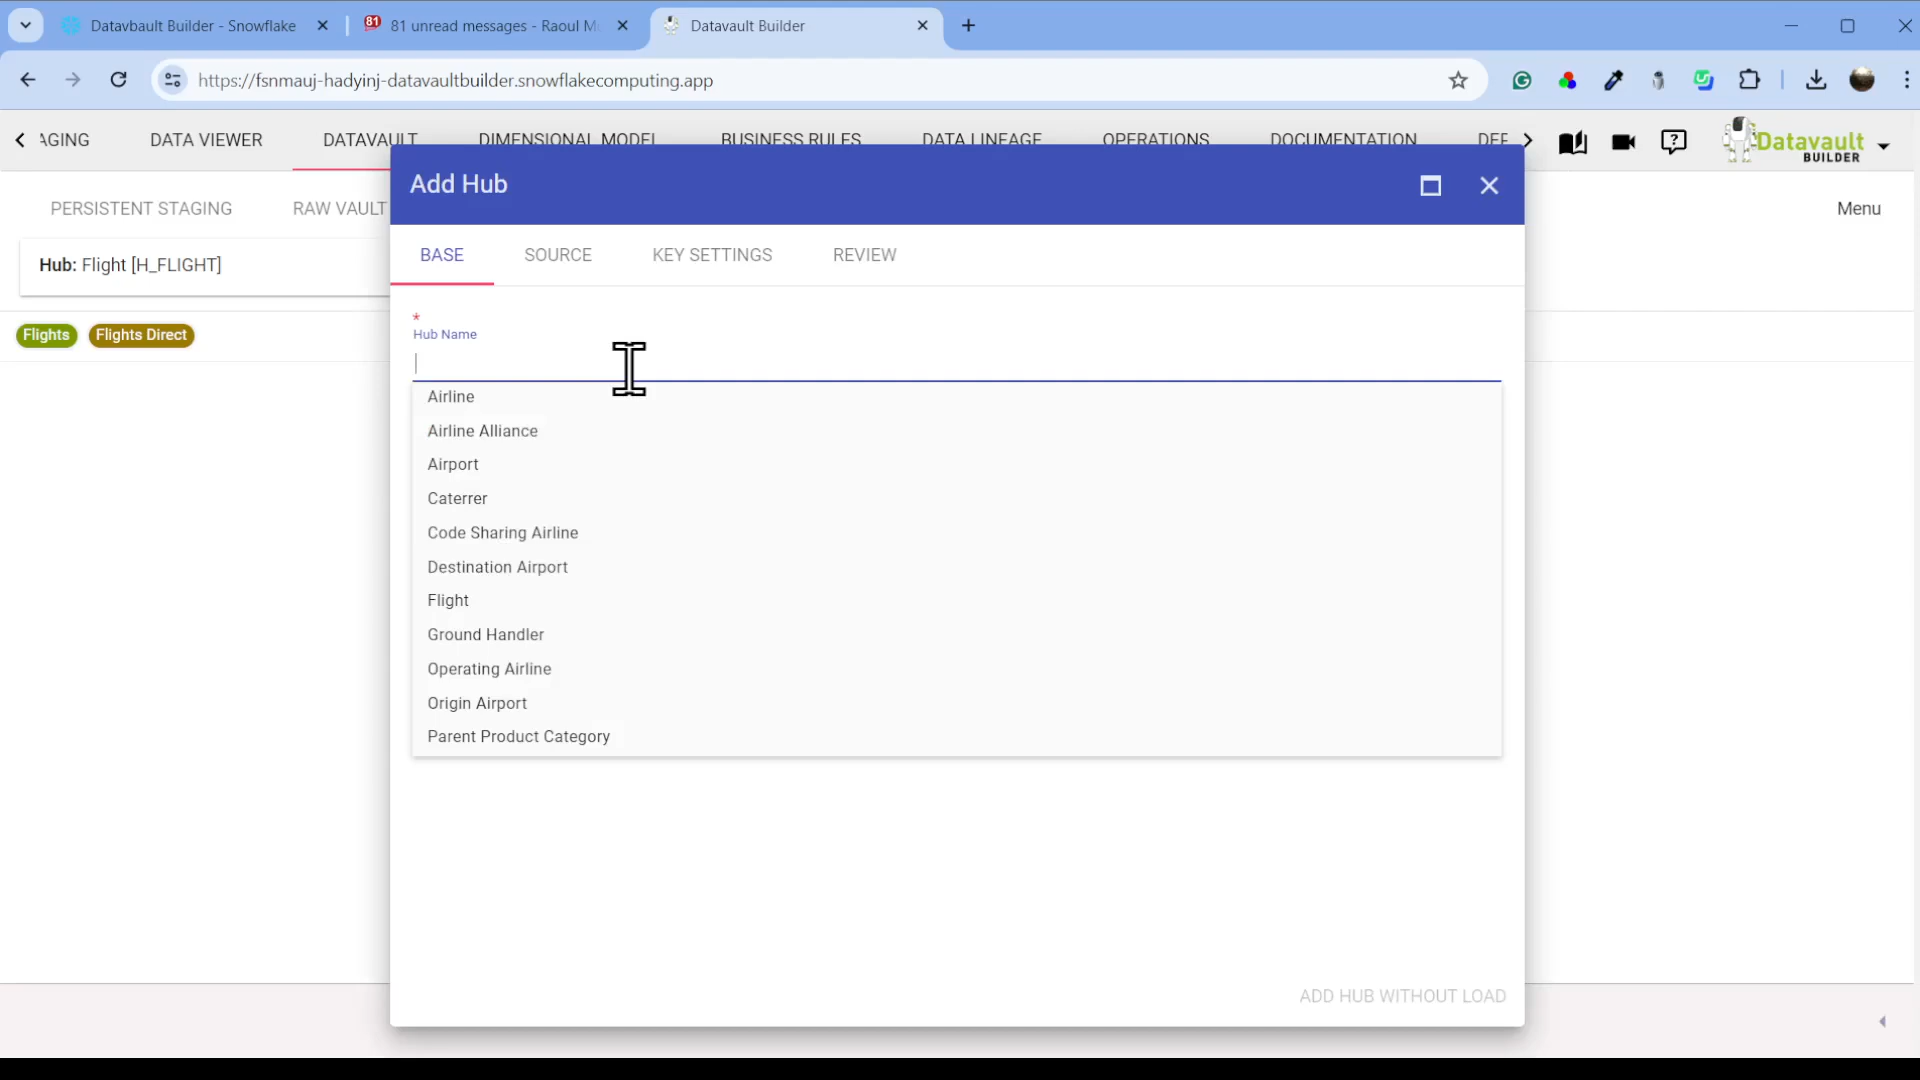 Datavbault Builder - Snowflake
81
81 unread messages - Raoul M
Datavault Builder
https://fsnmauj-hadyinj-datavaultbuilder.snowflakecomputing.app
AGING
DATA VIEWER
DATAVAULT
DIMENSIONAL MODEL
BUSINESS RULES
DATA LINEAGE
OPERATIONS
DOCUMENTATION
DEF
Datavault
BUILDER
PERSISTENT STAGING
RAW VAULT
Menu
Hub: Flight [H_FLIGHT]
Flights
Flights Direct
Add Hub
BASE
SOURCE
KEY SETTINGS
REVIEW
*
Hub Name
Airline
Airline Alliance
Airport
Caterrer
Code Sharing Airline
Destination Airport
Flight
Ground Handler
Operating Airline
Origin Airport
Parent Product Category
ADD HUB WITHOUT LOAD